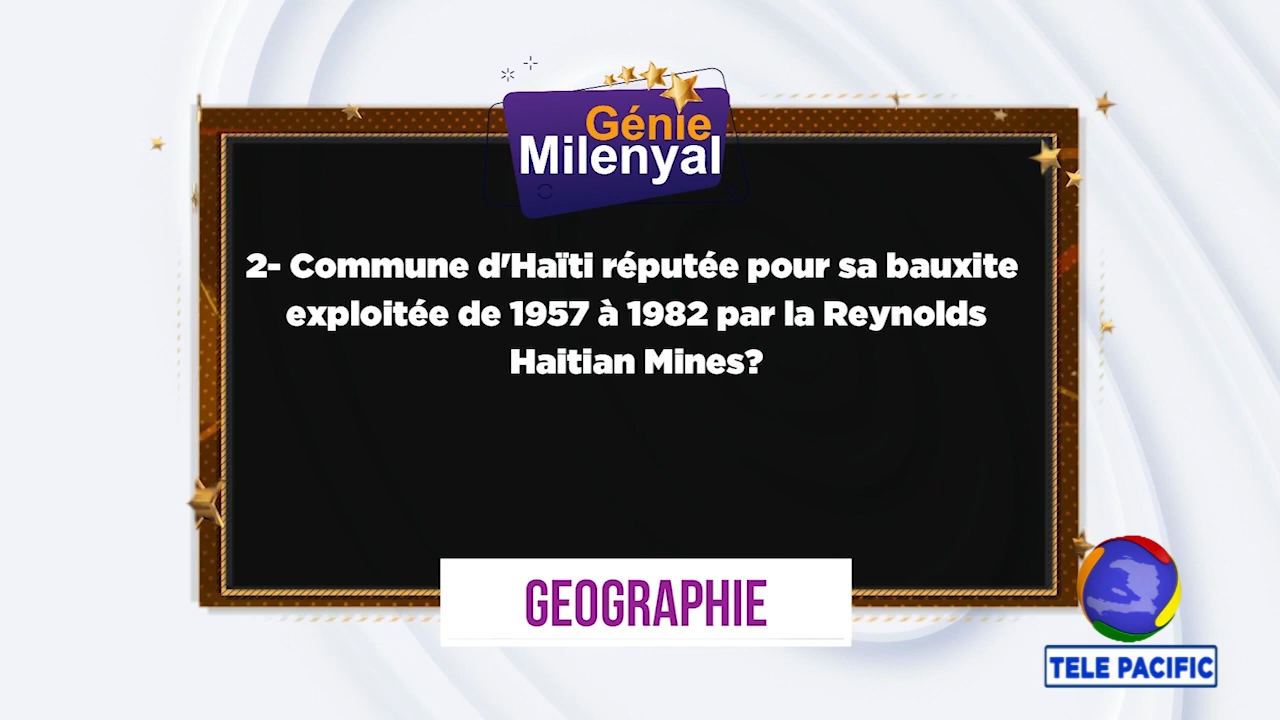 Génie
Milenyal
2- Commune d'Haïti réputée pour sa bauxite
exploitée de 1957 à 1982 par la Reynolds
Haitian Mines?
GEOGRAPHIE
TELE PACIFIC